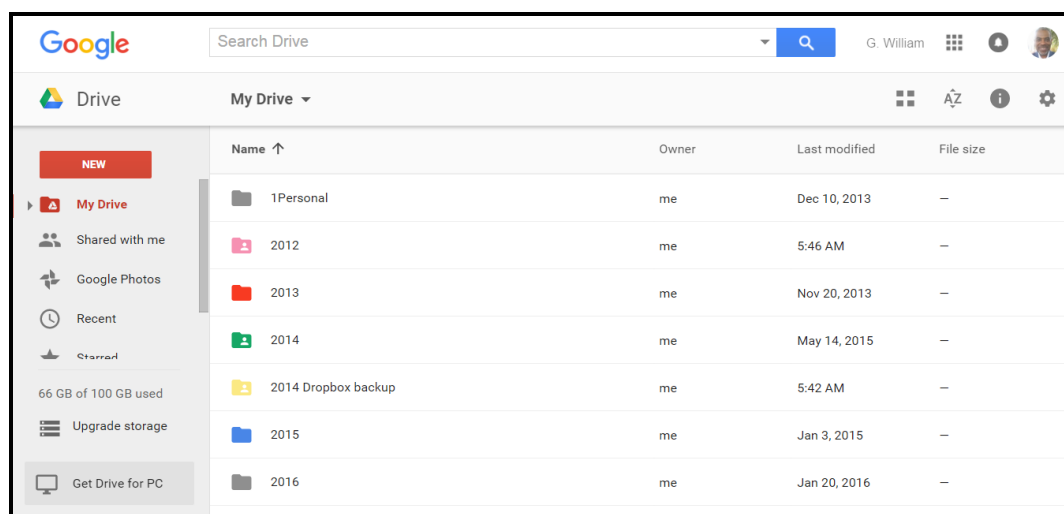 Google Search Drive G. William
Drive My Drive AZ
NEW
Name Owner Last modified File size
My Drive
Shared with me
Google Photos
Recent
Starred
66 GB of 100 GB used
Upgrade storage
Get Drive for PC
1Personal me Dec 10, 2013 –
2012 me 5:46 AM –
2013 me Nov 20, 2013 –
2014 me May 14, 2015 –
2014 Dropbox backup me 5:42 AM –
2015 me Jan 3, 2015 –
2016 me Jan 20, 2016 –